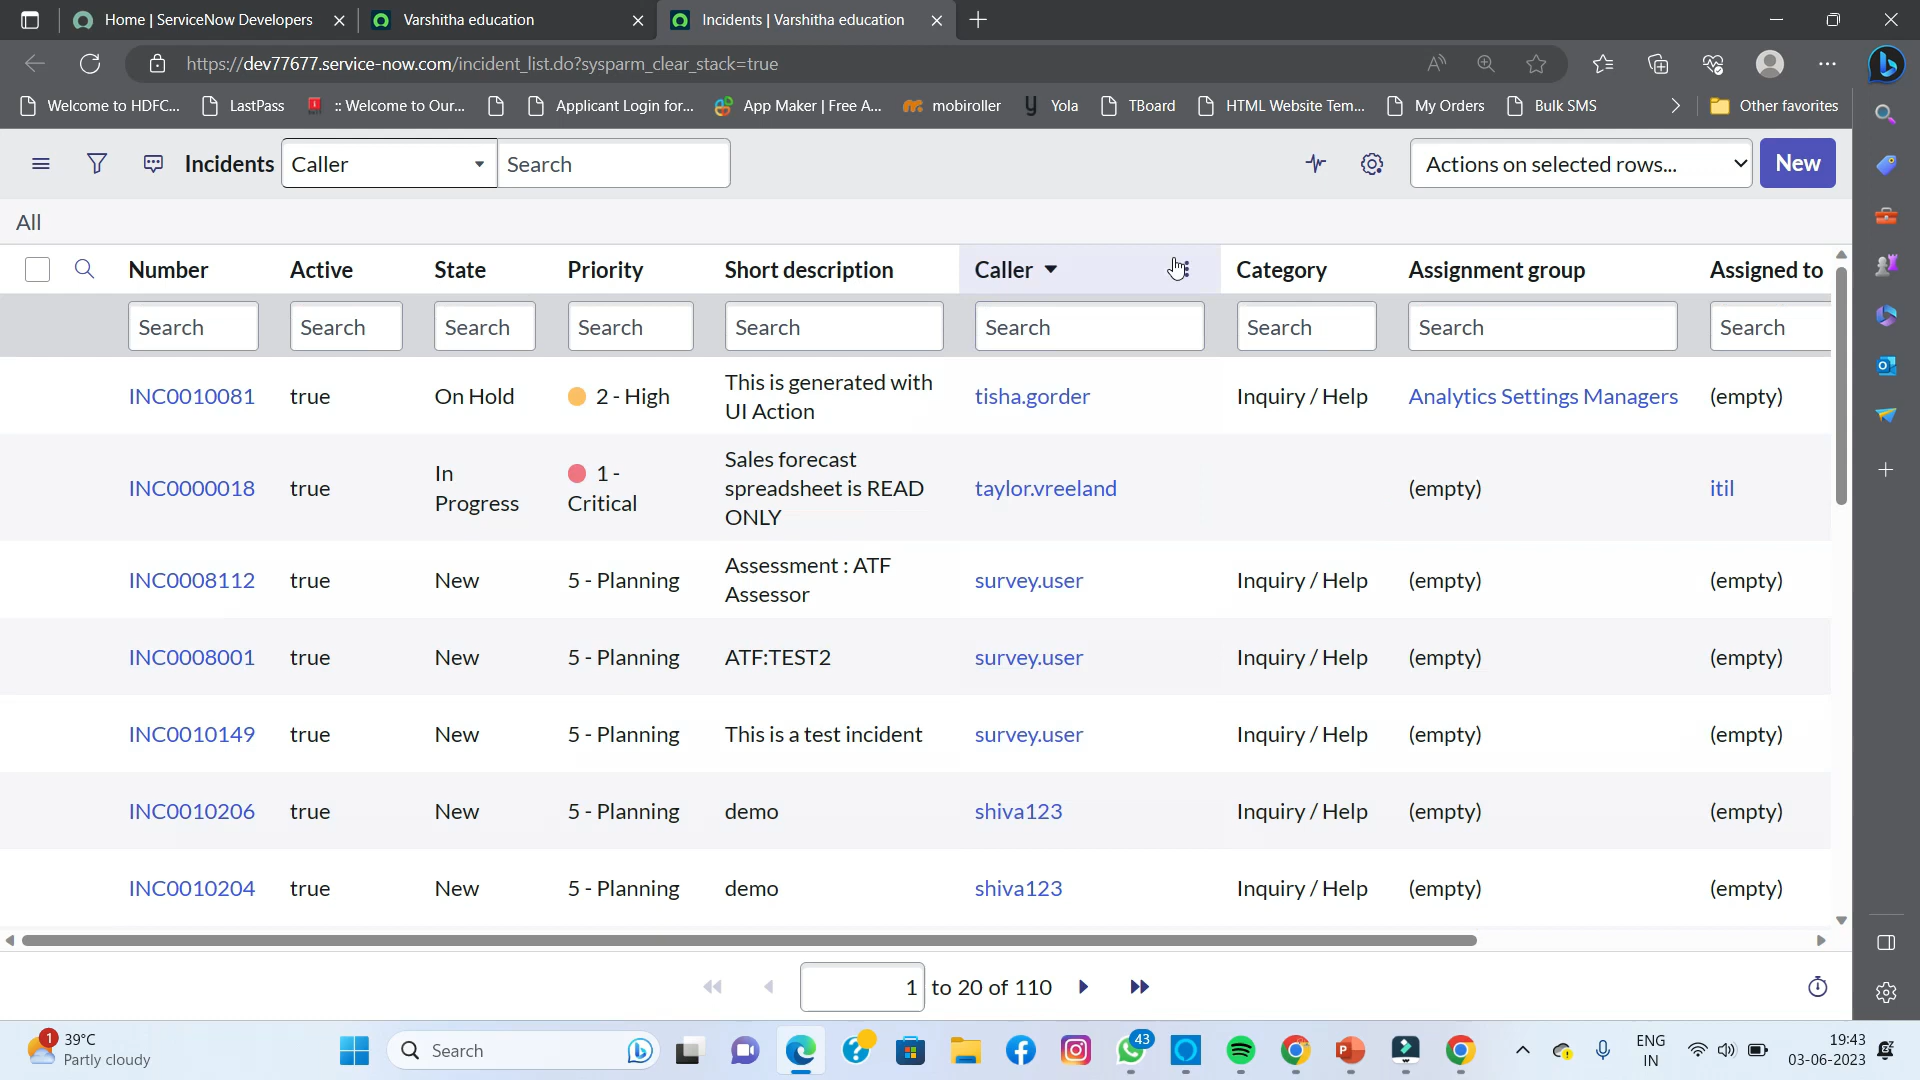 Home | ServiceNow Developers
Varshitha education
Incidents | Varshitha education
https://dev77677.service-now.com/incident_list.do?sysparm_clear_stack=true
Welcome to HDFC...
LastPass
:: Welcome to Our...
Applicant Login for...
App Maker | Free A...
mobiroller
Yola
TBoard
HTML Website Tem...
My Orders
Bulk SMS
Other favorites
Incidents Caller Search Actions on selected rows... New
All
Number Active State Priority Short description Caller Category Assignment group Assigned to
Search Search Search Search Search Search Search Search Search
INC0010081 true On Hold 2 - High This is generated with UI Action tisha.gorder Inquiry / Help Analytics Settings Managers (empty)
INC0000018 true In Progress 1 - Critical Sales forecast spreadsheet is READ ONLY taylor.vreeland (empty) itil
INC0008112 true New 5 - Planning Assessment : ATF Assessor survey.user Inquiry / Help (empty) (empty)
INC0008001 true New 5 - Planning ATF:TEST2 survey.user Inquiry / Help (empty) (empty)
INC0010149 true New 5 - Planning This is a test incident survey.user Inquiry / Help (empty) (empty)
INC0010206 true New 5 - Planning demo shiva123 Inquiry / Help (empty) (empty)
INC0010204 true New 5 - Planning demo shiva123 Inquiry / Help (empty) (empty)
1 to 20 of 110
1 39°C
Partly cloudy
Search
43
ENG
IN
19:43
03-06-2023